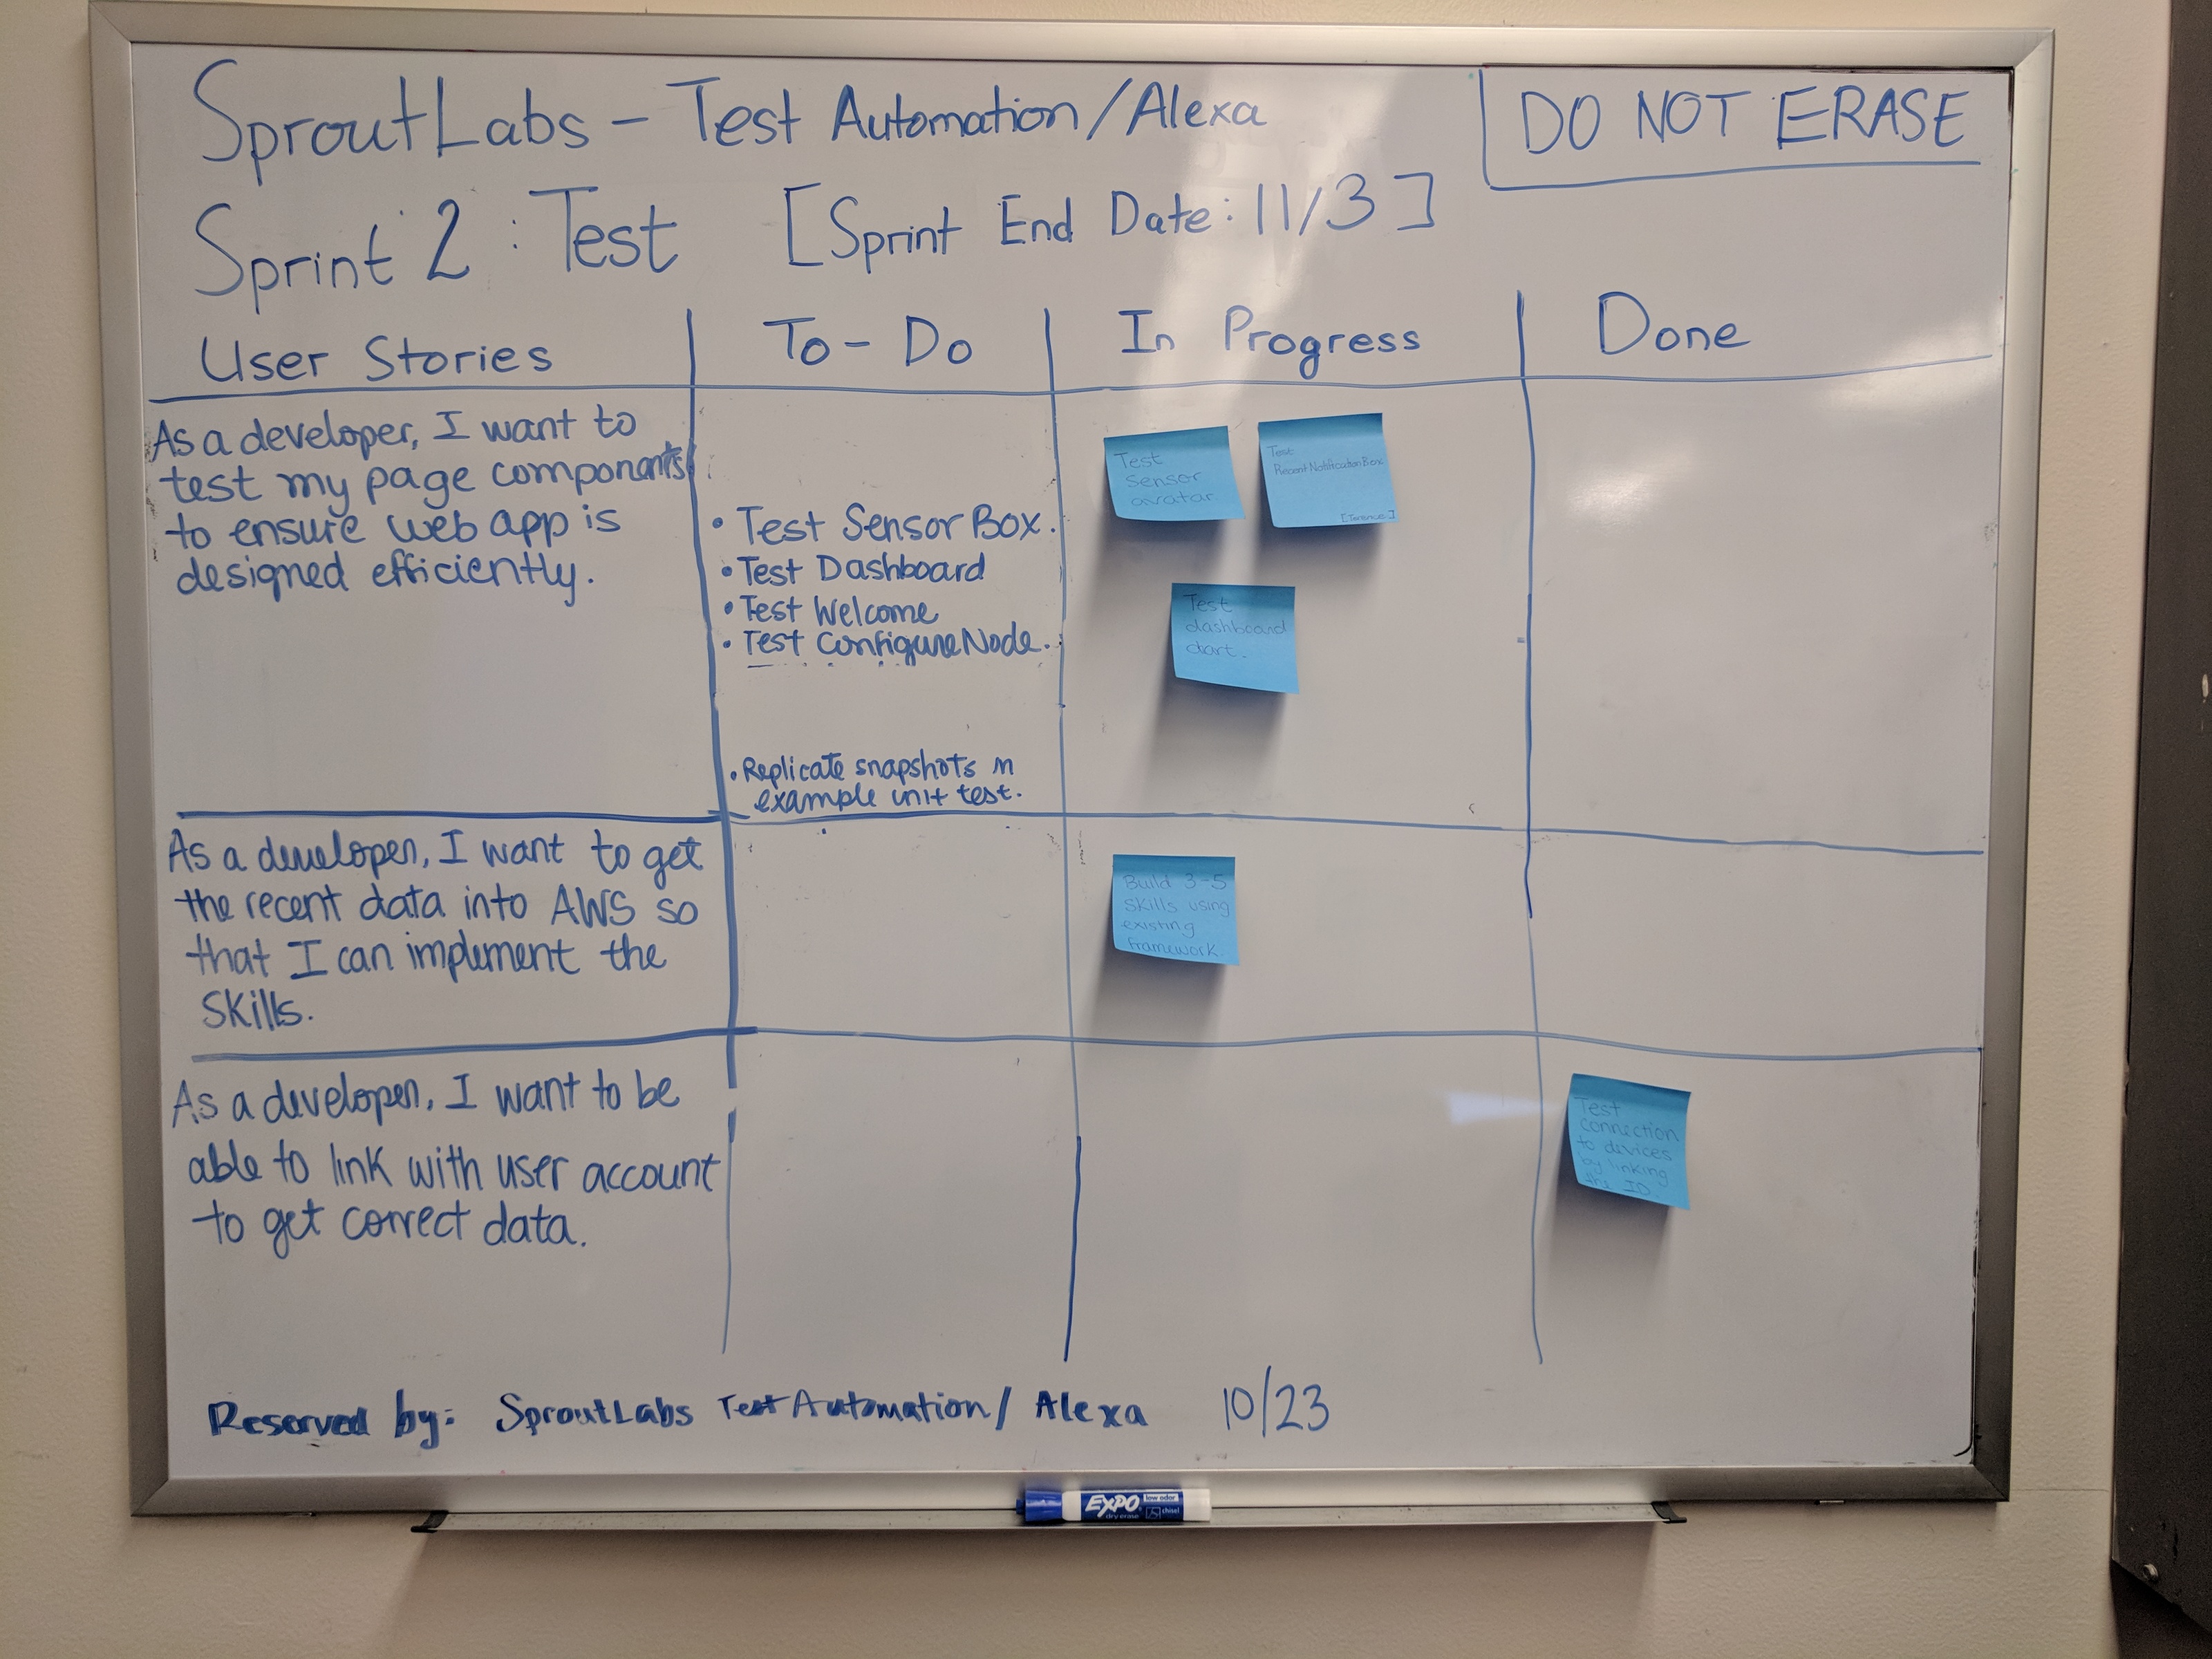 SproutLabs - Test Automation/Alexa
DO NOT ERASE
Sprint 2 : Test [Sprint End Date: 11/3]
User Stories
To-Do
In Progress
Done
As a developer, I want to
test my page components
to ensure web app is
designed efficiently.
• Test Sensor Box.
• Test Dashboard
• Test Welcome
• Test ConfigureNode.
• Replicate snapshots in
example unit test.
Test
Sensor
avatar
Test
RecentNotificationBox
[Terence]
Test
dashboard
chart.
As a developer, I want to get
the recent data into AWS so
that I can implement the
Skills.
Build 3-5
Skills using
existing
framework.
As a developer, I want to be
able to link with user account
to get correct data.
Test
connection
to devices
by linking
the ID.
Reserved by: SproutLabs Test Automation/ Alexa 10/23
EXPO
low odor
dry erase
chisel